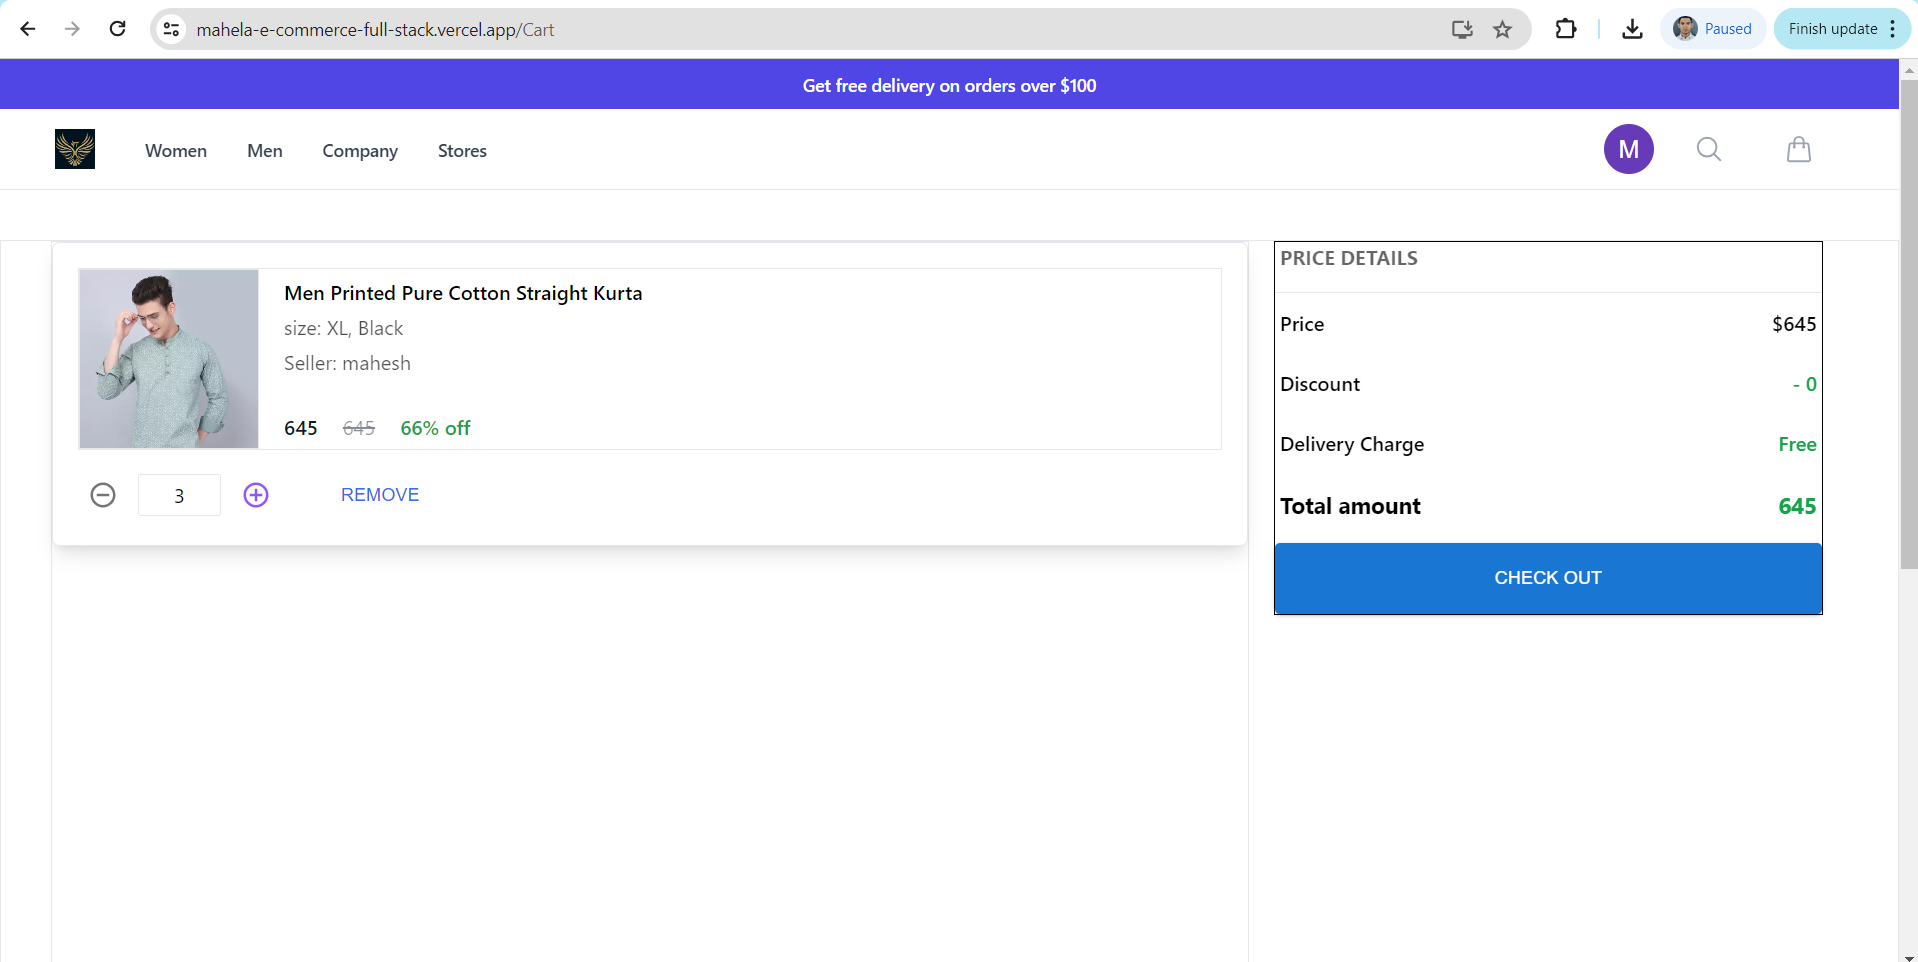 mahela-e-commerce-full-stack.vercel.app/Cart
Paused
Finish update
Get free delivery on orders over $100
Women Men Company Stores
M
Men Printed Pure Cotton Straight Kurta
size: XL, Black
Seller: mahesh
645 645 66% off
3 REMOVE
PRICE DETAILS
Price $645
Discount - 0
Delivery Charge Free
Total amount 645
CHECK OUT